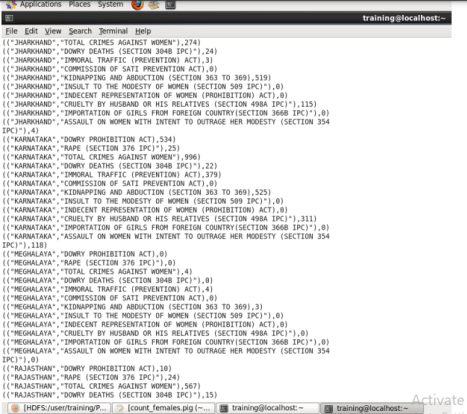 Applications Places System
training@localhost:~
File Edit View Search Terminal Help
(("JHARKHAND","TOTAL CRIMES AGAINST WOMEN"),274)
(("JHARKHAND","DOWRY DEATHS (SECTION 304B IPC)"),24)
(("JHARKHAND","IMMORAL TRAFFIC (PREVENTION) ACT),3)
(("JHARKHAND","COMMISSION OF SATI PREVENTION ACT),0)
(("JHARKHAND","KIDNAPPING AND ABDUCTION (SECTION 363 TO 369),519)
(("JHARKHAND","INSULT TO THE MODESTY OF WOMEN (SECTION 509 IPC)"),0)
(("JHARKHAND","INDECENT REPRESENTATION OF WOMEN (PROHIBITION) ACT),0)
(("JHARKHAND","CRUELTY BY HUSBAND OR HIS RELATIVES (SECTION 498A IPC)"),115)
(("JHARKHAND","IMPORTATION OF GIRLS FROM FOREIGN COUNTRY(SECTION 366B IPC)"),0)
(("JHARKHAND","ASSAULT ON WOMEN WITH INTENT TO OUTRAGE HER MODESTY (SECTION 354
IPC)"),4)
(("KARNATAKA","DOWRY PROHIBITION ACT),534)
(("KARNATAKA","RAPE (SECTION 376 IPC)"),25)
(("KARNATAKA","TOTAL CRIMES AGAINST WOMEN"),996)
(("KARNATAKA","DOWRY DEATHS (SECTION 304B IPC)"),22)
(("KARNATAKA","IMMORAL TRAFFIC (PREVENTION) ACT),379)
(("KARNATAKA","COMMISSION OF SATI PREVENTION ACT),0)
(("KARNATAKA","KIDNAPPING AND ABDUCTION (SECTION 363 TO 369),525)
(("KARNATAKA","INSULT TO THE MODESTY OF WOMEN (SECTION 509 IPC)"),0)
(("KARNATAKA","INDECENT REPRESENTATION OF WOMEN (PROHIBITION) ACT),0)
(("KARNATAKA","CRUELTY BY HUSBAND OR HIS RELATIVES (SECTION 498A IPC)"),311)
(("KARNATAKA","IMPORTATION OF GIRLS FROM FOREIGN COUNTRY(SECTION 366B IPC)"),0)
(("KARNATAKA","ASSAULT ON WOMEN WITH INTENT TO OUTRAGE HER MODESTY (SECTION 354
IPC)"),118)
(("MEGHALAYA","DOWRY PROHIBITION ACT),0)
(("MEGHALAYA","RAPE (SECTION 376 IPC)"),0)
(("MEGHALAYA","TOTAL CRIMES AGAINST WOMEN"),4)
(("MEGHALAYA","DOWRY DEATHS (SECTION 304B IPC)"),0)
(("MEGHALAYA","IMMORAL TRAFFIC (PREVENTION) ACT),4)
(("MEGHALAYA","COMMISSION OF SATI PREVENTION ACT),0)
(("MEGHALAYA","KIDNAPPING AND ABDUCTION (SECTION 363 TO 369),3)
(("MEGHALAYA","INSULT TO THE MODESTY OF WOMEN (SECTION 509 IPC)"),0)
(("MEGHALAYA","INDECENT REPRESENTATION OF WOMEN (PROHIBITION) ACT),0)
(("MEGHALAYA","CRUELTY BY HUSBAND OR HIS RELATIVES (SECTION 498A IPC)"),0)
(("MEGHALAYA","IMPORTATION OF GIRLS FROM FOREIGN COUNTRY(SECTION 366B IPC)"),0)
(("MEGHALAYA","ASSAULT ON WOMEN WITH INTENT TO OUTRAGE HER MODESTY (SECTION 354
IPC)"),0)
(("RAJASTHAN","DOWRY PROHIBITION ACT),10)
(("RAJASTHAN","RAPE (SECTION 376 IPC)"),24)
(("RAJASTHAN","TOTAL CRIMES AGAINST WOMEN"),567)
(("RAJASTHAN","DOWRY DEATHS (SECTION 304B IPC)"),15)
Activate
[HDFS:/user/training/P... [count_females.pig (~... training@localhost:~ training@localhost:~